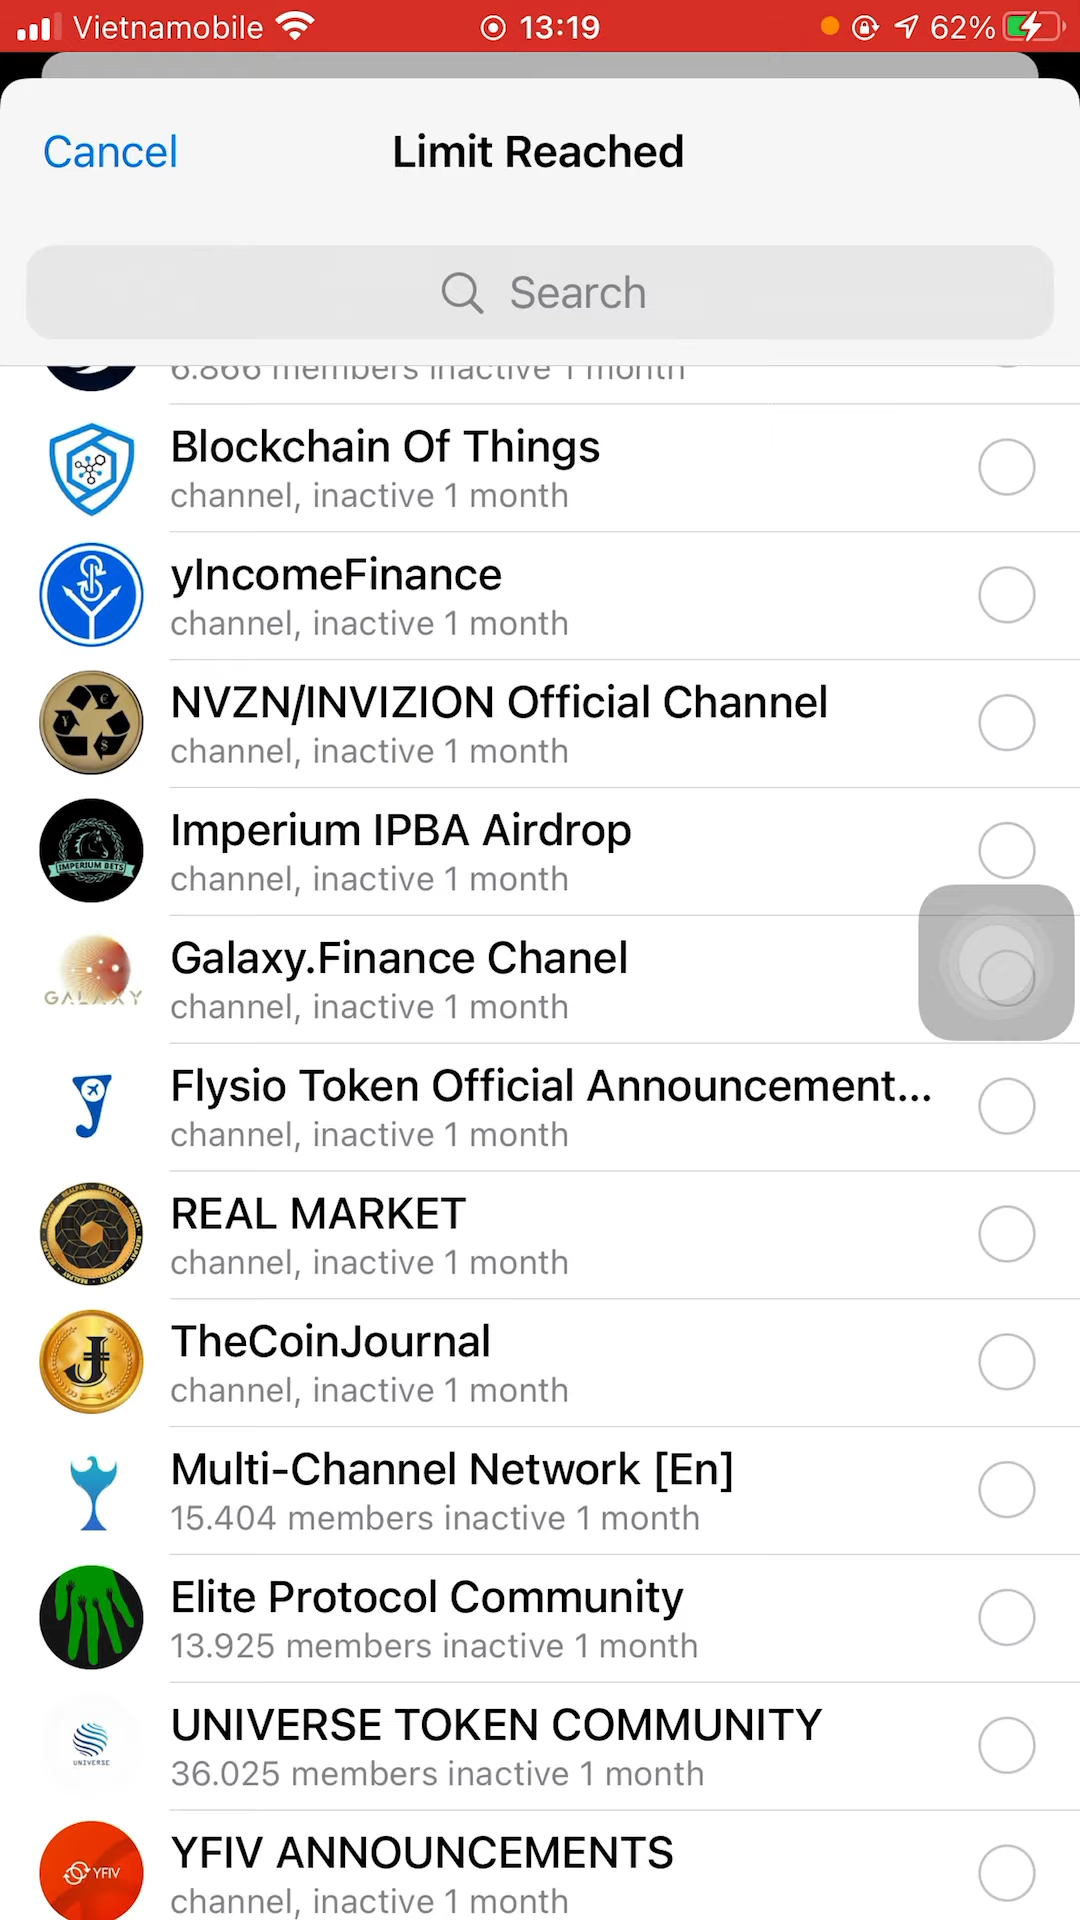 Vietnamobile 13:19 62%
Cancel Limit Reached
Search
6.866 members inactive 1 month
Blockchain Of Things
channel, inactive 1 month
yIncomeFinance
channel, inactive 1 month
NVZN/INVIZION Official Channel
channel, inactive 1 month
IMPERIUM BETS
Imperium IPBA Airdrop
channel, inactive 1 month
GALAXY
Galaxy.Finance Chanel
channel, inactive 1 month
Flysio Token Official Announcement...
channel, inactive 1 month
REALPAY
REAL MARKET
channel, inactive 1 month
TheCoinJournal
channel, inactive 1 month
Multi-Channel Network [En]
15.404 members inactive 1 month
Elite Protocol Community
13.925 members inactive 1 month
UNIVERSE
UNIVERSE TOKEN COMMUNITY
36.025 members inactive 1 month
YFIV
YFIV ANNOUNCEMENTS
channel, inactive 1 month